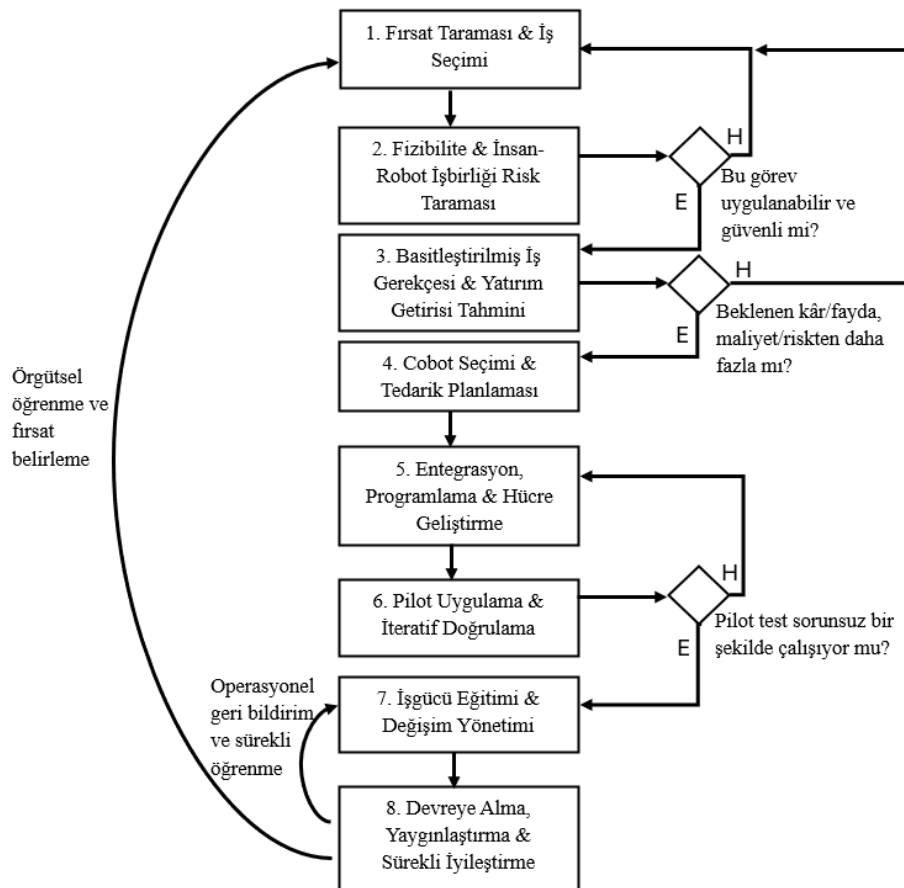 1. Fırsat Taraması & İş
Seçimi
H
2. Fizibilite & İnsan-
Robot İşbirliği Risk
Taraması
Bu görev
uygulanabilir ve
güvenli mi?
E
3. Basitleştirilmiş İş
Gerekçesi & Yatırım
Getirisi Tahmini
H
Beklenen kâr/fayda,
maliyet/riskten daha
fazla mı?
E
4. Cobot Seçimi &
Tedarik Planlaması
Örgütsel
öğrenme ve
fırsat
belirleme
5. Entegrasyon,
Programlama & Hücre
Geliştirme
H
6. Pilot Uygulama &
İteratif Doğrulama
Pilot test sorunsuz bir
şekilde çalışıyor mu?
E
Operasyonel
geri bildirim
ve sürekli
öğrenme
7. İşgücü Eğitimi &
Değişim Yönetimi
8. Devreye Alma,
Yaygınlaştırma &
Sürekli İyileştirme